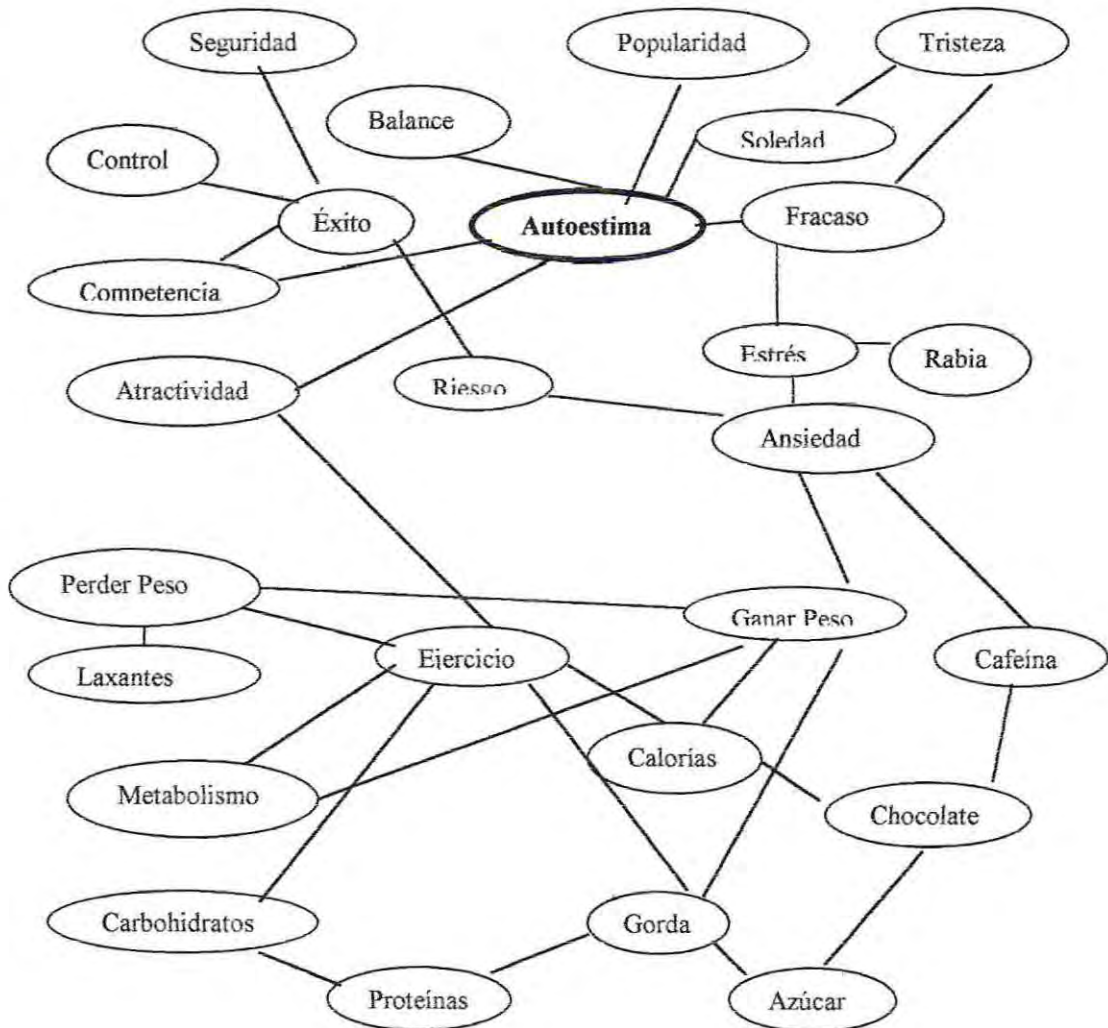 Seguridad
Popularidad
Tristeza
Balance
Soledad
Control
Éxito
Autoestima
Fracaso
Competencia
Estrés
Rabia
Atractividad
Riesgo
Ansiedad
Perder Peso
Ganar Peso
Laxantes
Ejercicio
Cafeína
Calorías
Metabolismo
Chocolate
Carbohidratos
Gorda
Proteínas
Azúcar